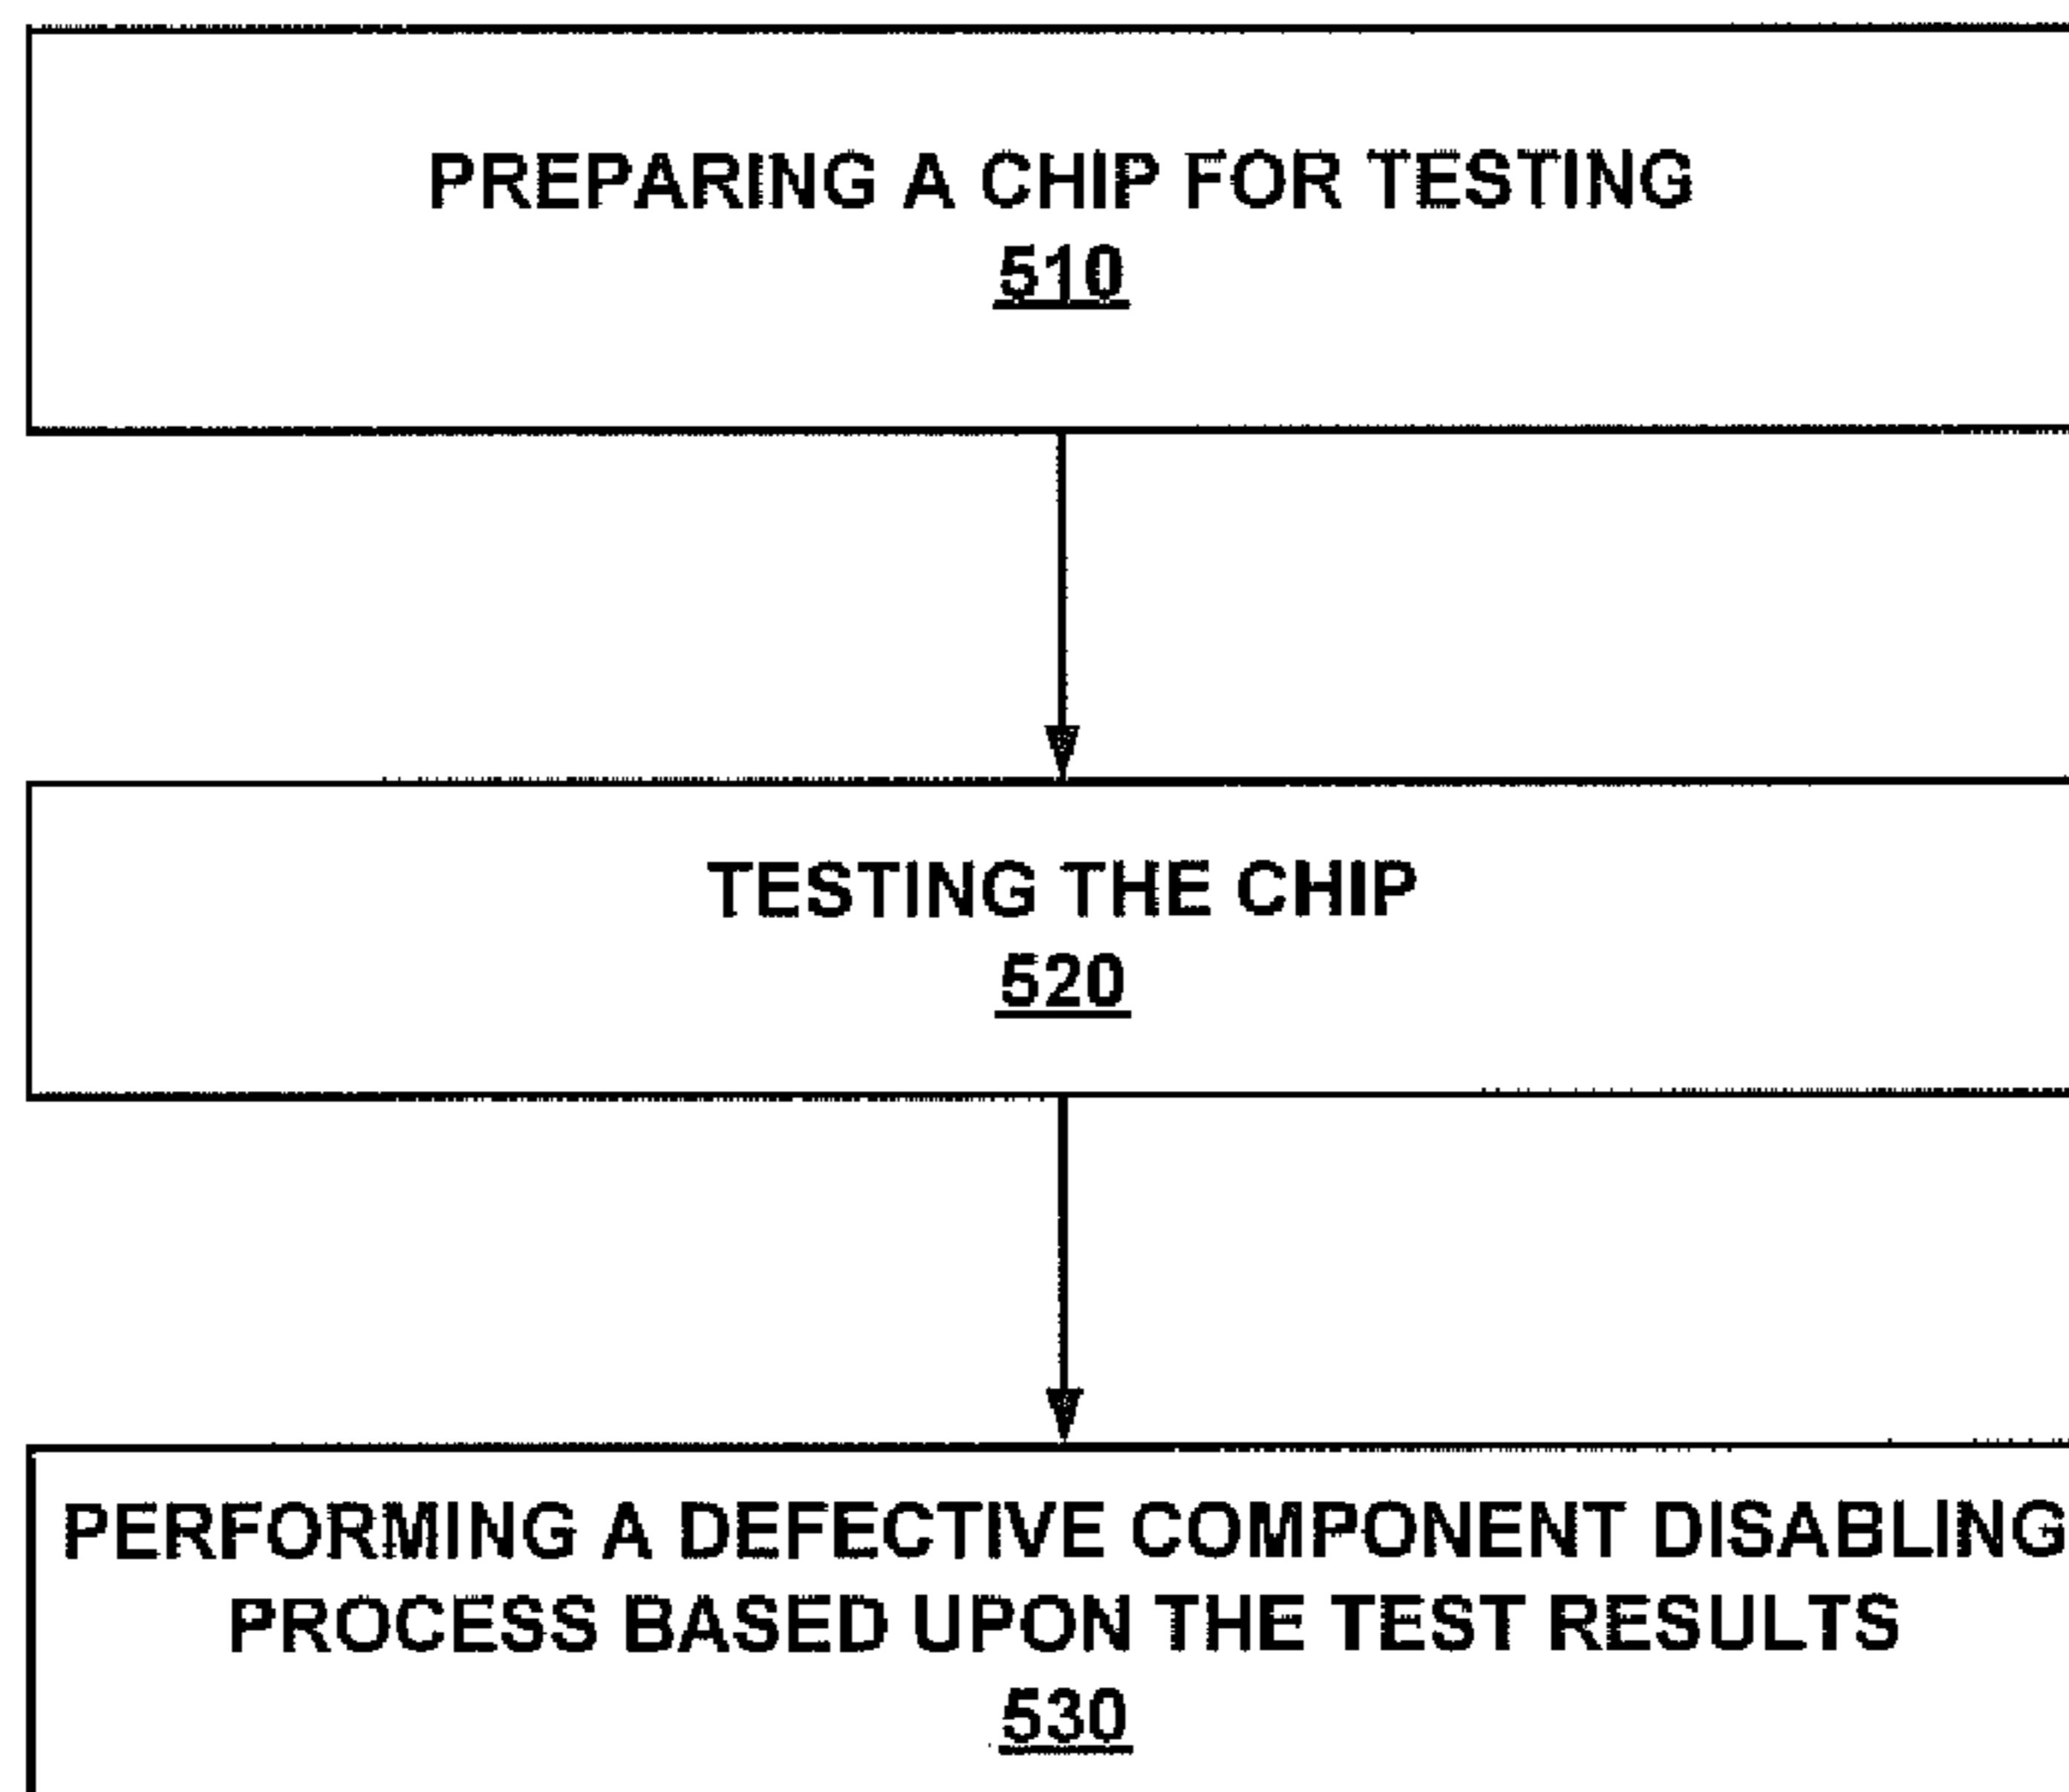 PREPARING A CHIP FOR TESTING
510
TESTING THE CHIP
520
PERFORMING A DEFECTIVE COMPONENT DISABLING
PROCESS BASED UPON THE TEST RESULTS
530